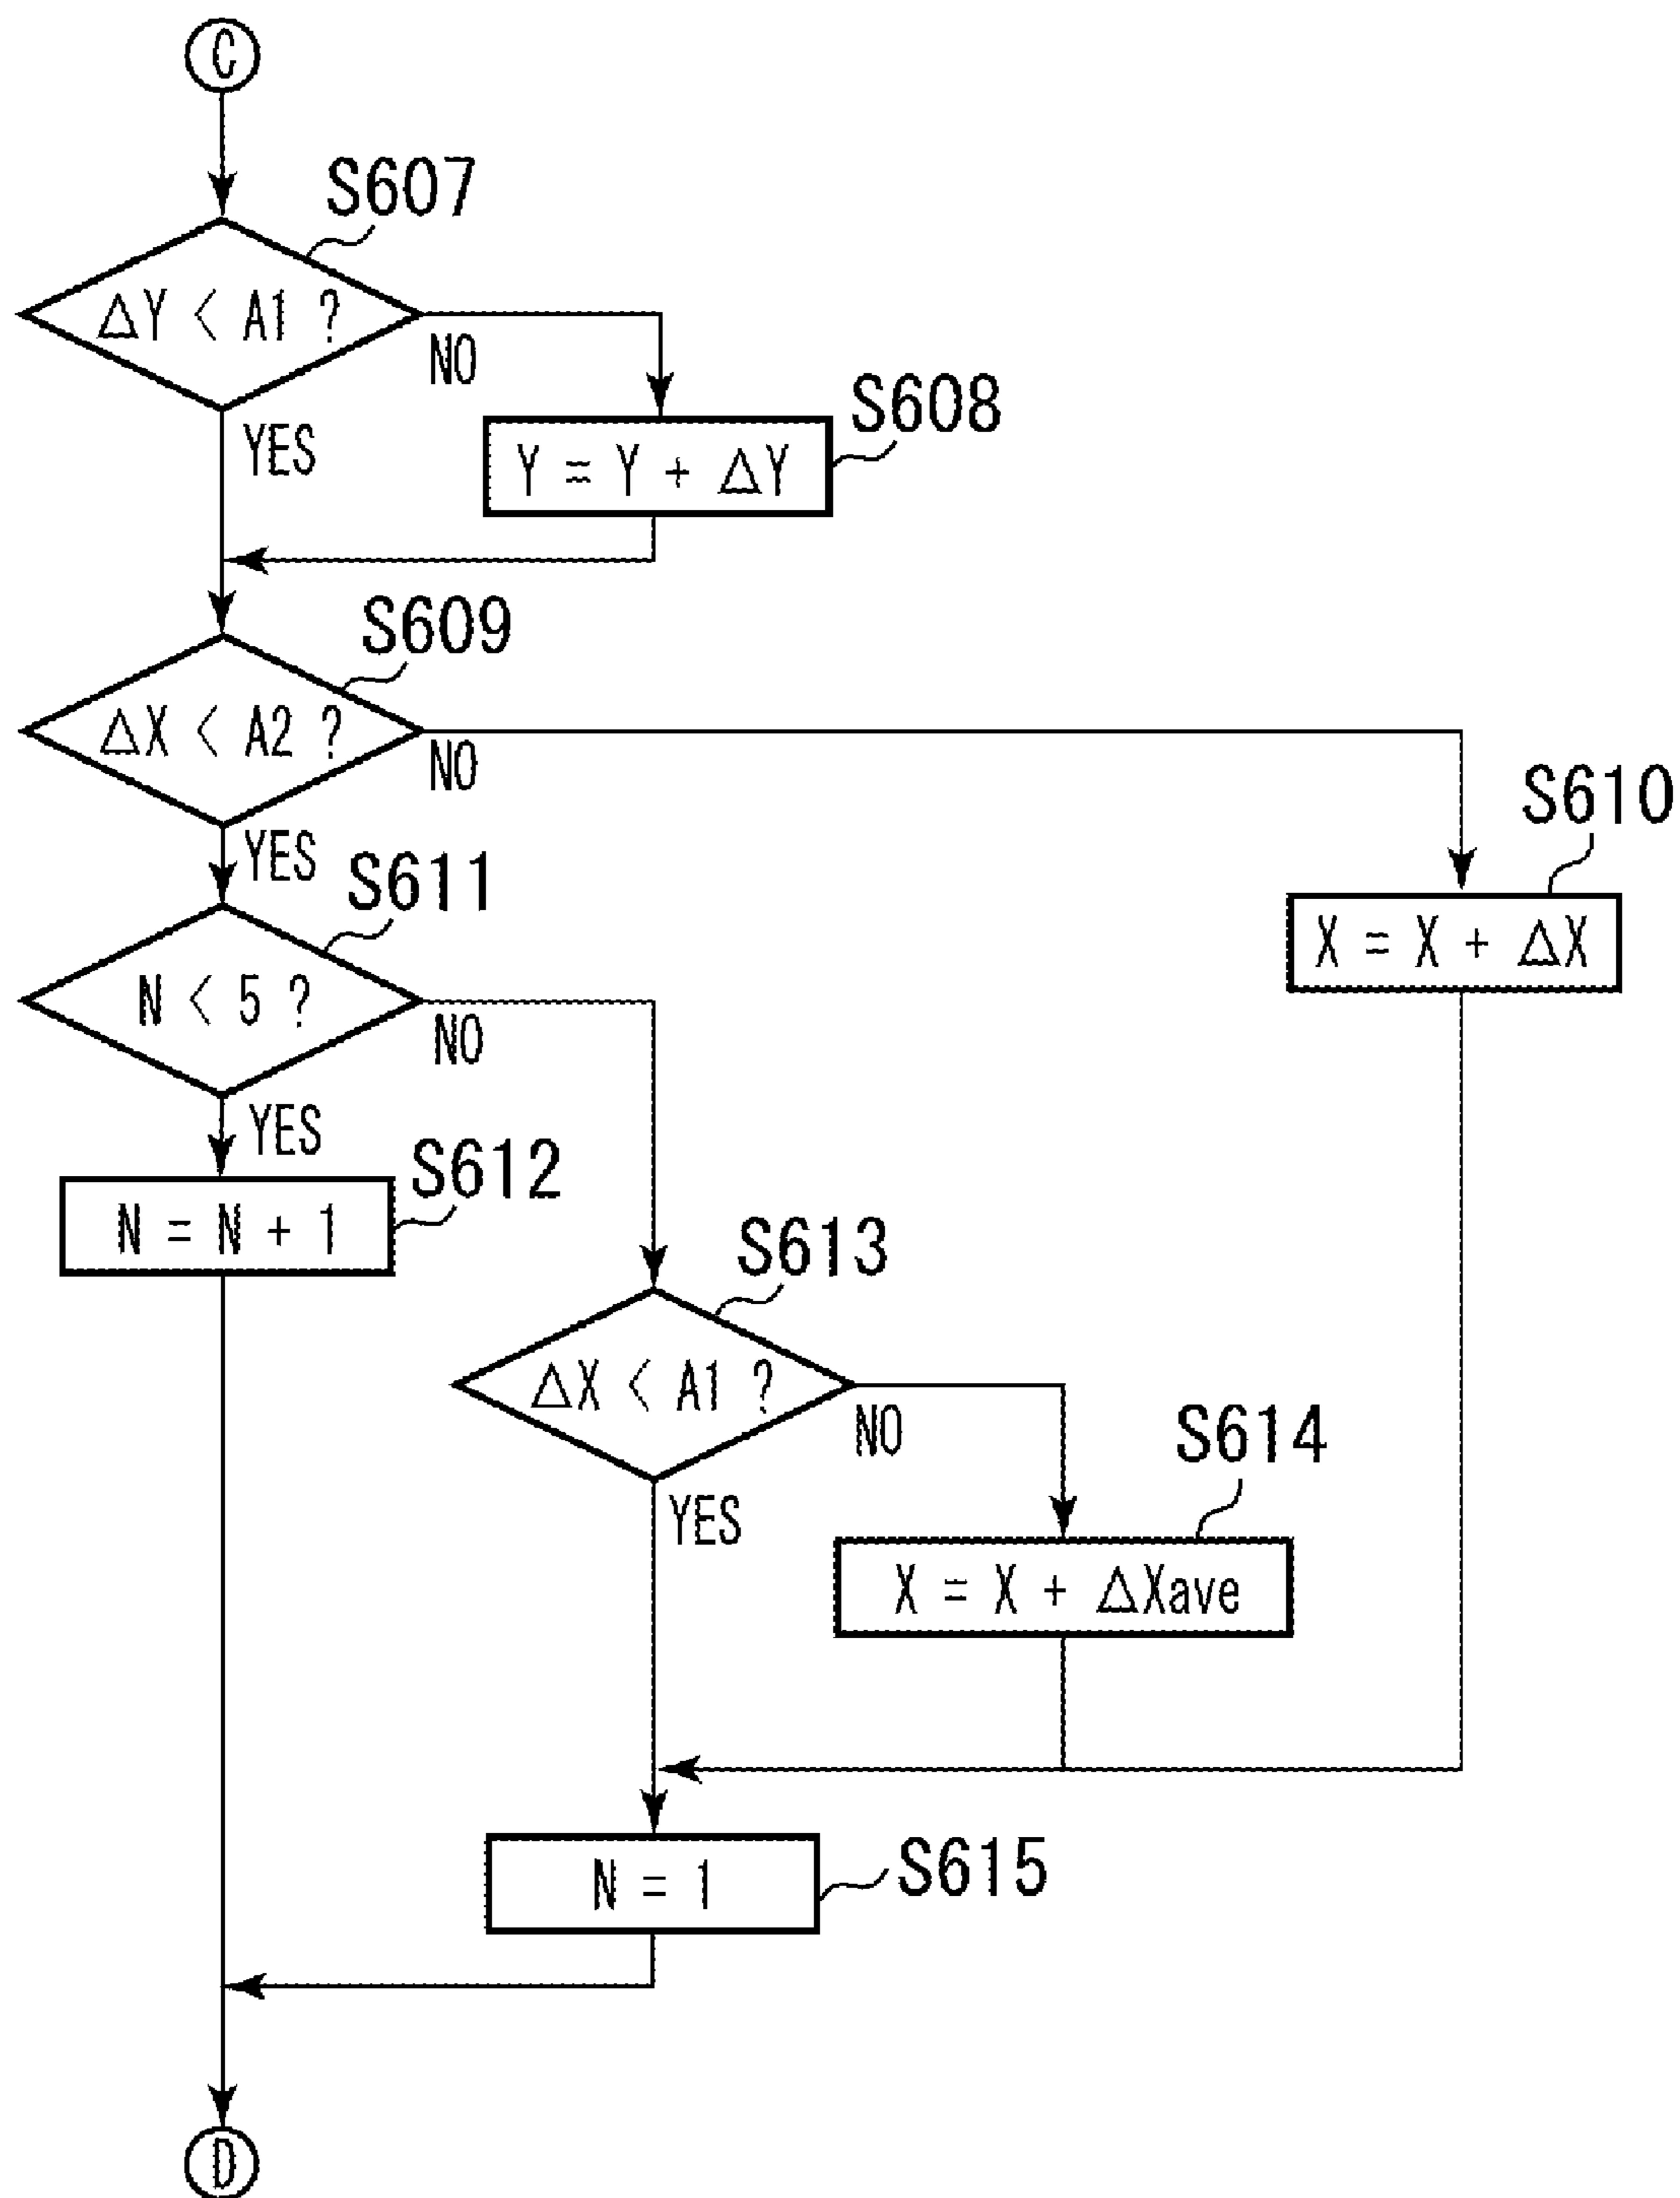 C
S607
ΔY < A1 ?
NO
YES
S608
Y = Y + ΔY
S609
ΔX < A2 ?
NO
YES
S610
X = X + ΔX
S611
N < 5 ?
NO
YES
S612
N = N + 1
S613
ΔX < A1 ?
NO
YES
S614
X = X + ΔXave
S615
N = 1
D